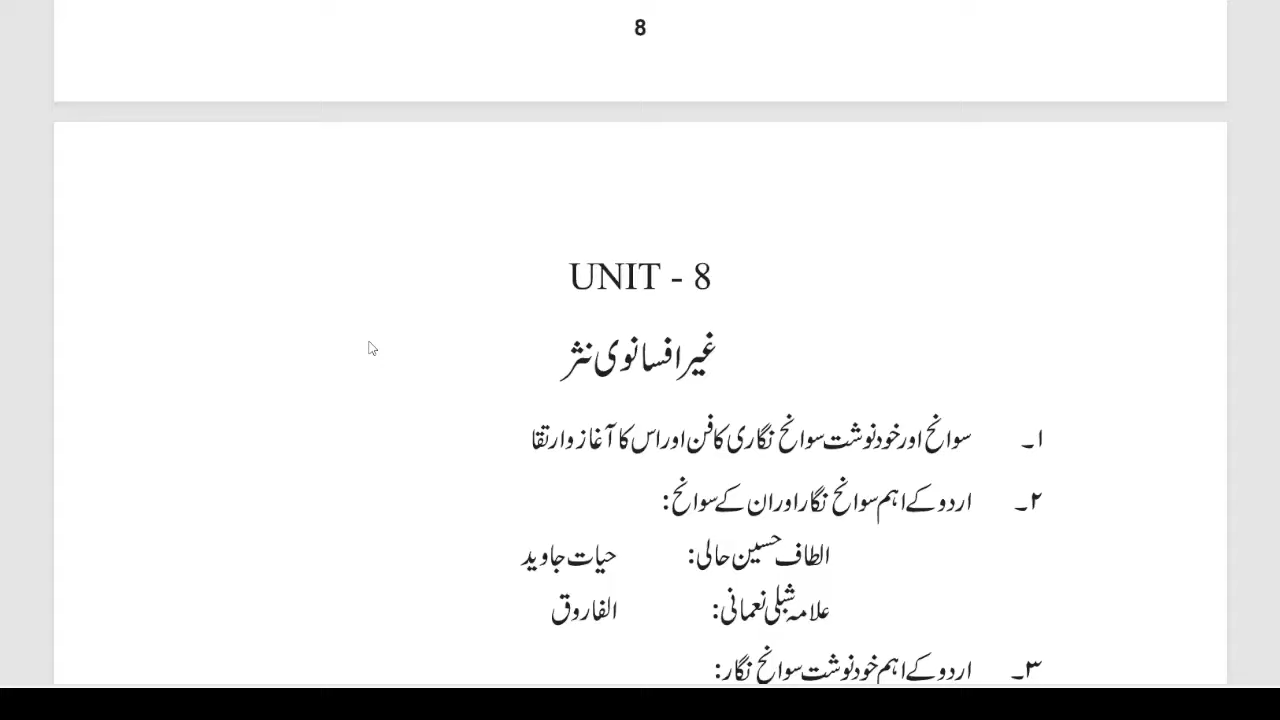 8
UNIT - 8
غیر افسانوی نثر
۱۔ سوانح اور خودنوشت سوانح نگاری کا فن اور اس کا آغاز و ارتقا
۲۔ اردو کے اہم سوانح نگار اور ان کے سوانح:
الطاف حسین حالی: حیات جاوید
علامہ شبلی نعمانی: الفاروق
۳۔ اردو کے اہم خودنوشت سوانح نگار: